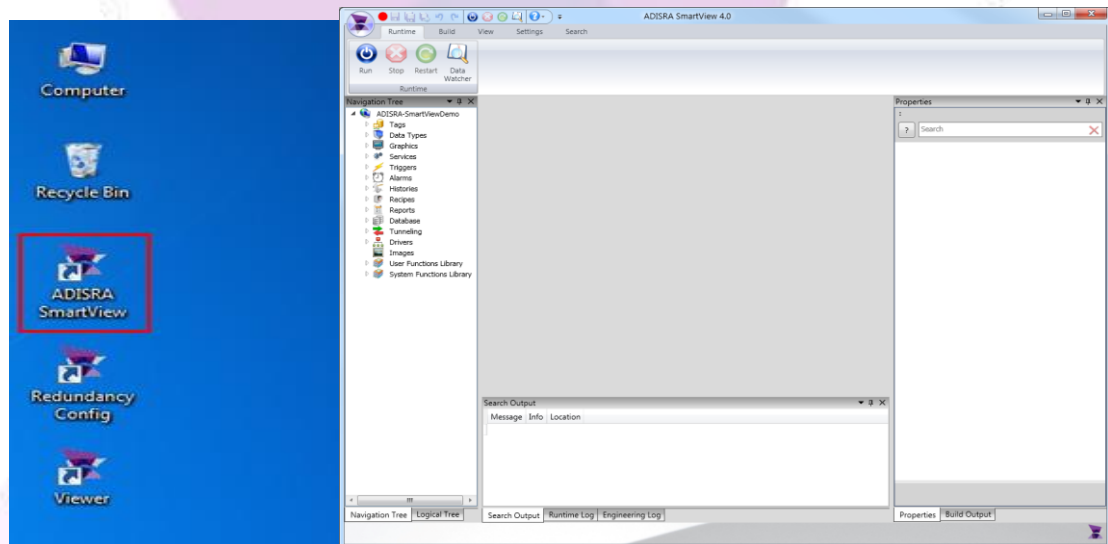 Computer
Recycle Bin
ADISRA
SmartView
Redundancy
Config
Viewer
ADISRA SmartView 4.0
Runtime Build View Settings Search
Run Stop Restart Data
Watcher
Runtime
Navigation Tree
ADISRA-SmartViewDemo
Tags
Data Types
Graphics
Services
Triggers
Alarms
Histories
Recipes
Reports
Database
Tunneling
Drivers
Images
User Functions Library
System Functions Library
Navigation Tree Logical Tree
Search Output
Message Info Location
Search Output Runtime Log Engineering Log
Properties
:
? Search
Properties Build Output